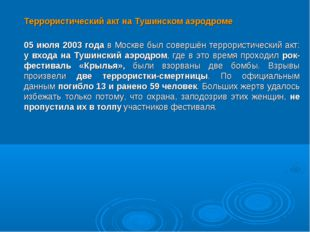 Террористический акт на Тушинском аэродроме
05 июля 2003 года в Москве был совершён террористический акт:
у входа на Тушинский аэродром, где в это время проходил рок-
фестиваль «Крылья», были взорваны две бомбы. Взрывы
произвели две террористки-смертницы. По официальным
данным погибло 13 и ранено 59 человек. Больших жертв удалось
избежать только потому, что охрана, заподозрив этих женщин, не
пропустила их в толпу участников фестиваля.